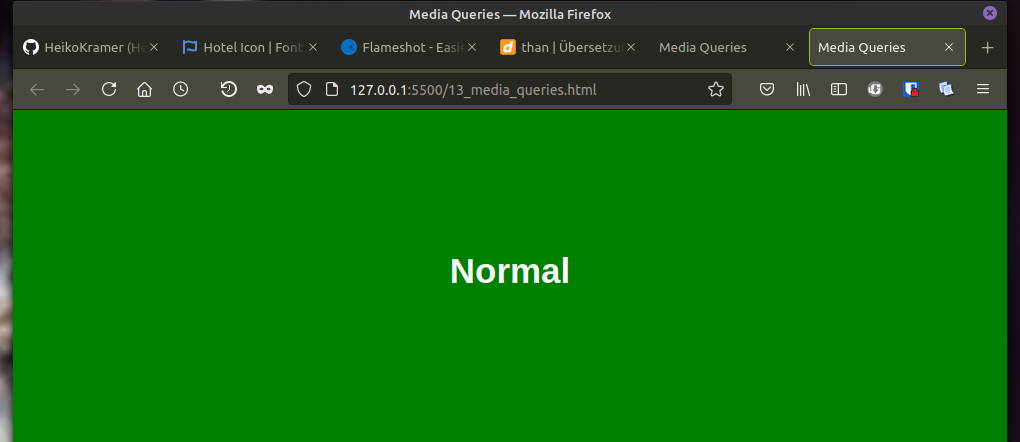 Media Queries — Mozilla Firefox
HeikoKramer (He
Hotel Icon | Font
Flameshot - Easie
than | Übersetzu
Media Queries
Media Queries
127.0.0.1:5500/13_media_queries.html
Normal